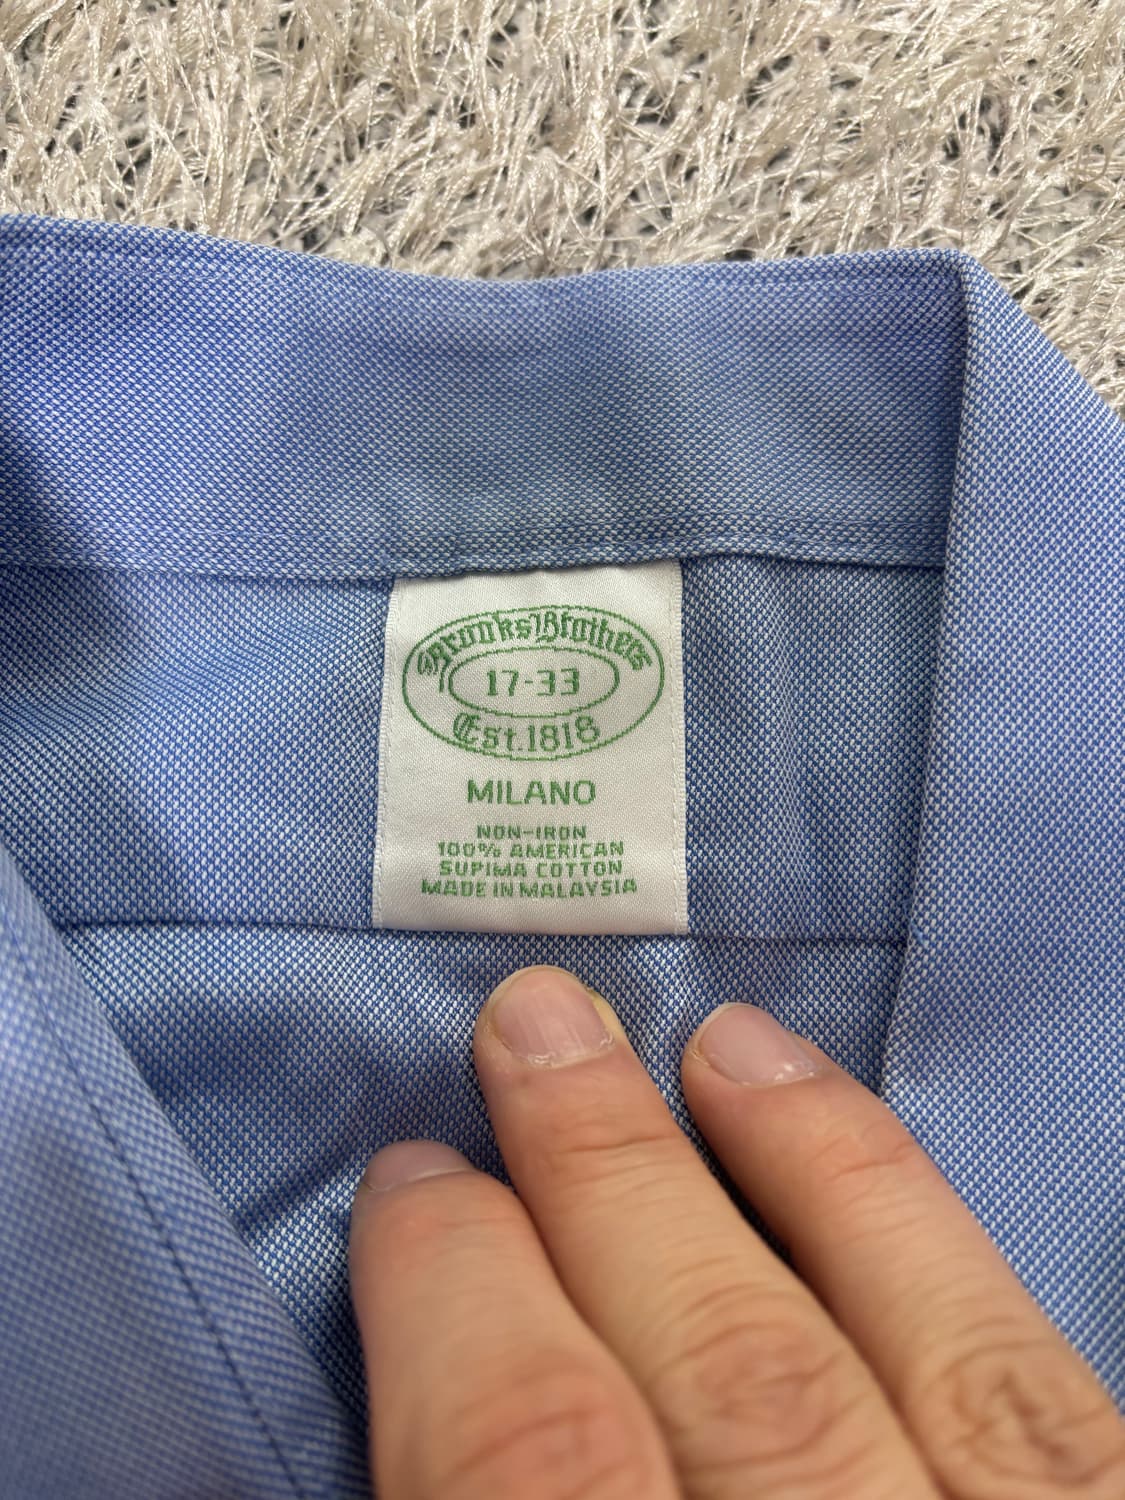 Brooks Brothers
17-33
Est.1818
MILANO
NON-IRON
100% AMERICAN
SUPIMA COTTON
MADE IN MALAYSIA